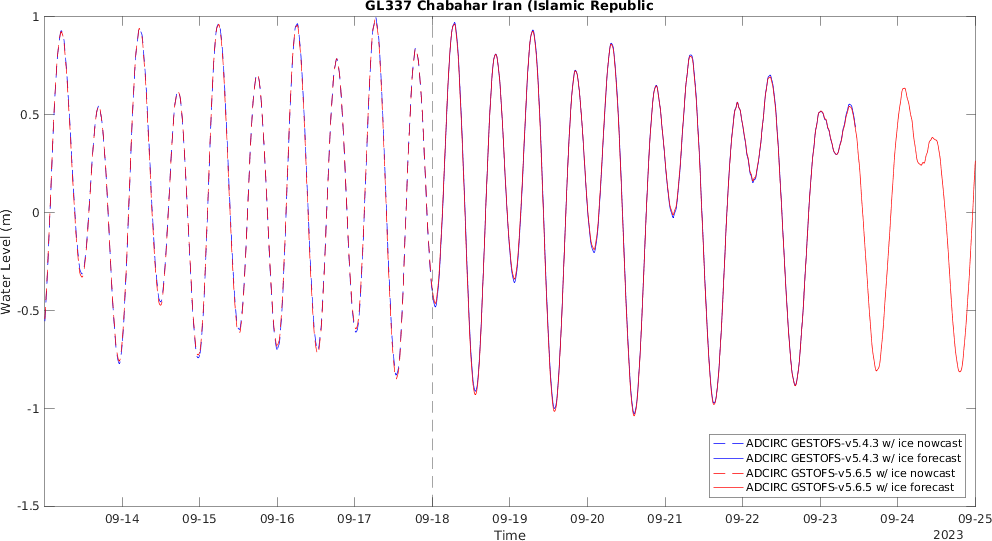 GL337 Chabahar Iran (Islamic Republic
1
0.5
0
-0.5
-1
-1.5
Water Level (m)
ADCIRC GESTOFS-v5.4.3 w/ ice nowcast
ADCIRC GESTOFS-v5.4.3 w/ ice forecast
ADCIRC GSTOFS-v5.6.5 w/ ice nowcast
ADCIRC GSTOFS-v5.6.5 w/ ice forecast
09-14 09-15 09-16 09-17 09-18 09-19 09-20 09-21 09-22 09-23 09-24 09-25
Time
2023